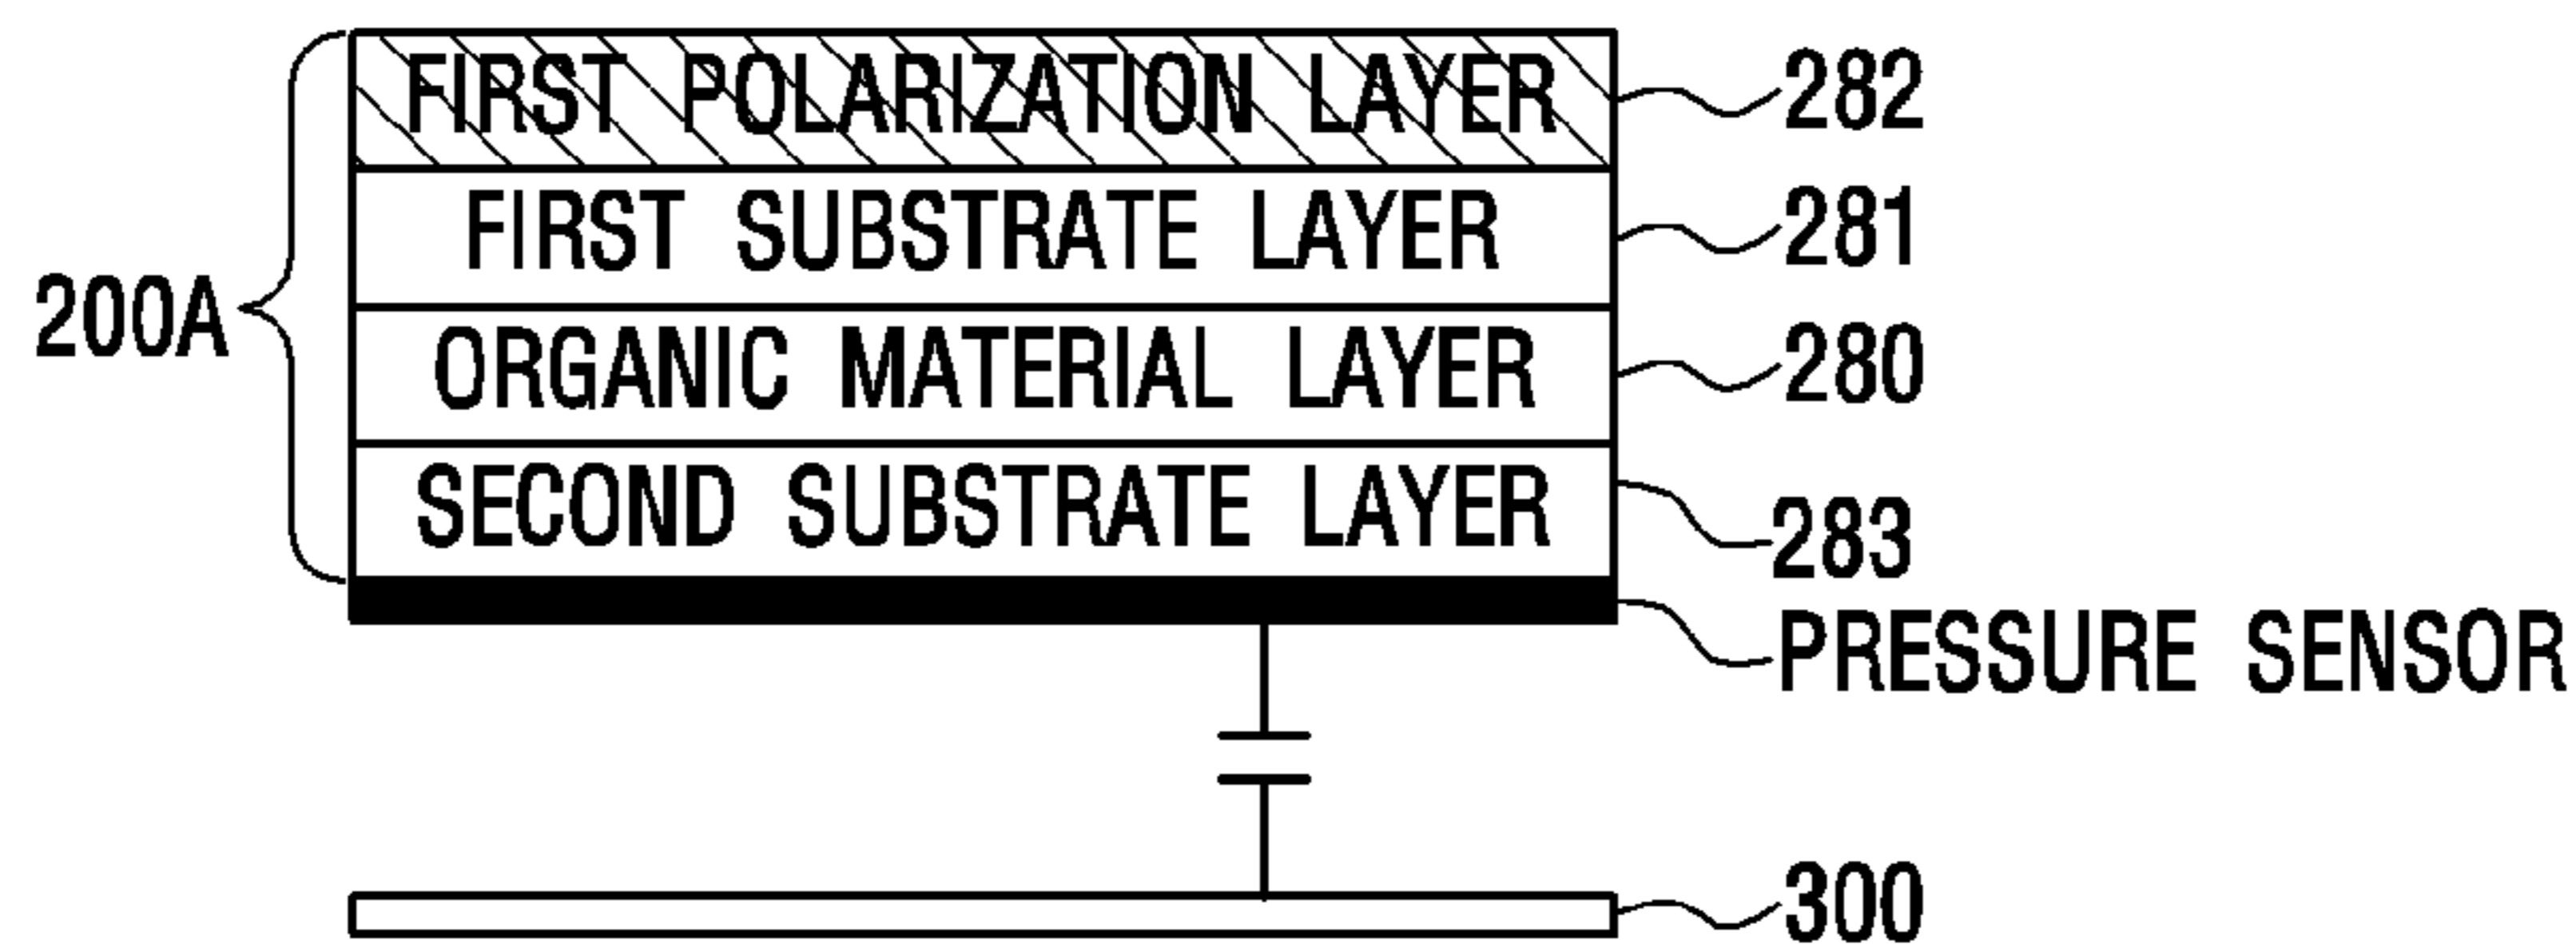 FIRST POLARIZATION LAYER 282
FIRST SUBSTRATE LAYER 281
200A
ORGANIC MATERIAL LAYER 280
SECOND SUBSTRATE LAYER 283
PRESSURE SENSOR
300